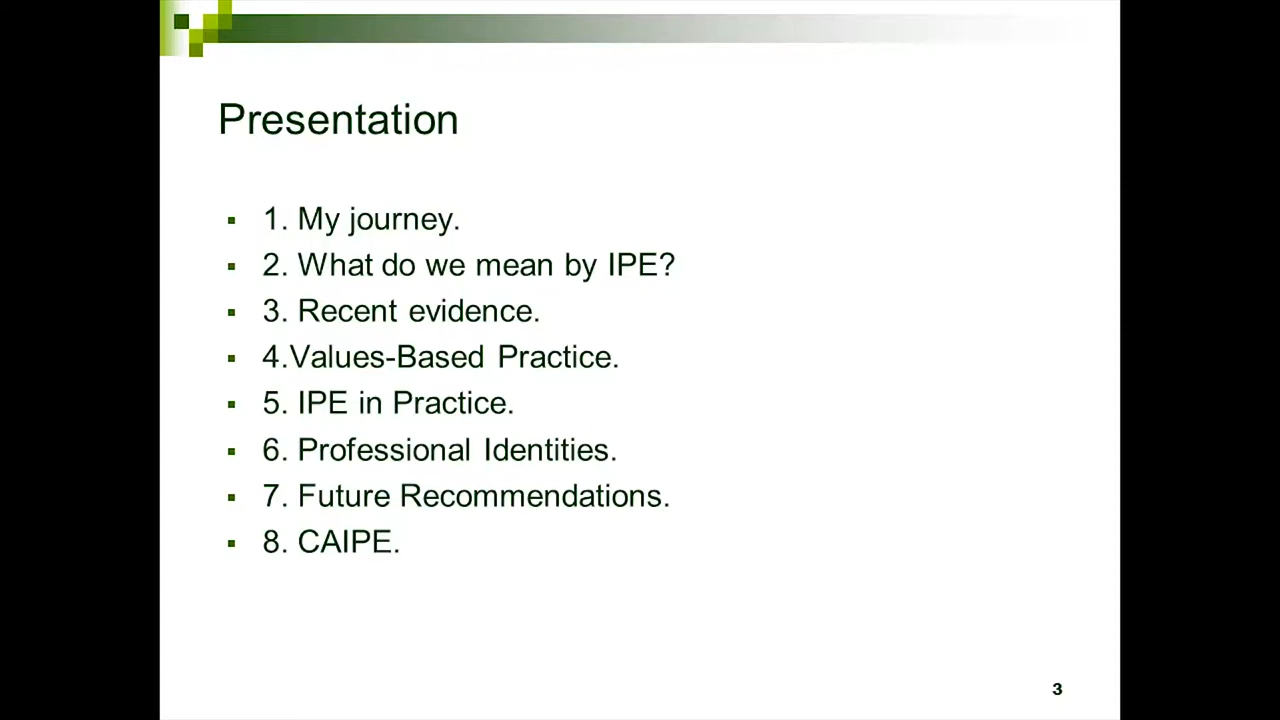 Presentation
▪ 1. My journey.
▪ 2. What do we mean by IPE?
▪ 3. Recent evidence.
▪ 4.Values-Based Practice.
▪ 5. IPE in Practice.
▪ 6. Professional Identities.
▪ 7. Future Recommendations.
▪ 8. CAIPE.
3